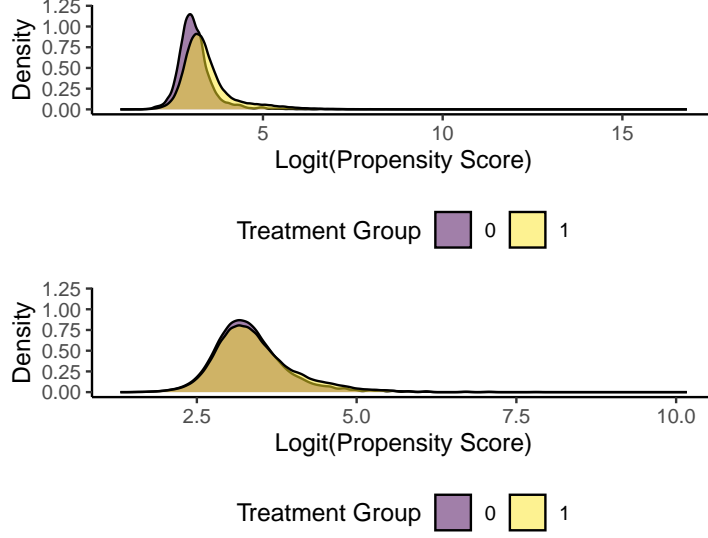 1.25
1.00
0.75
0.50
0.25
0.00
Density
5 10 15
Logit(Propensity Score)
Treatment Group 0 1
1.25
1.00
0.75
0.50
0.25
0.00
Density
2.5 5.0 7.5 10.0
Logit(Propensity Score)
Treatment Group 0 1